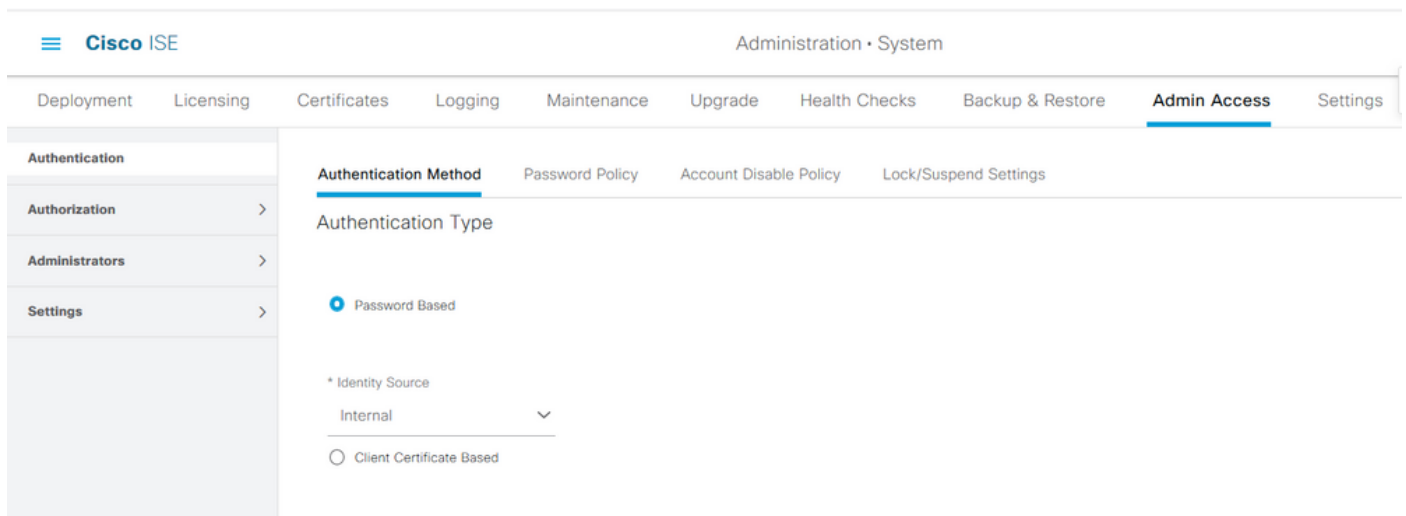 Cisco ISE
Administration • System
Deployment Licensing Certificates Logging Maintenance Upgrade Health Checks Backup & Restore Admin Access Settings
Authentication
Authorization
Administrators
Settings
Authentication Method Password Policy Account Disable Policy Lock/Suspend Settings
Authentication Type
Password Based
* Identity Source
Internal
Client Certificate Based